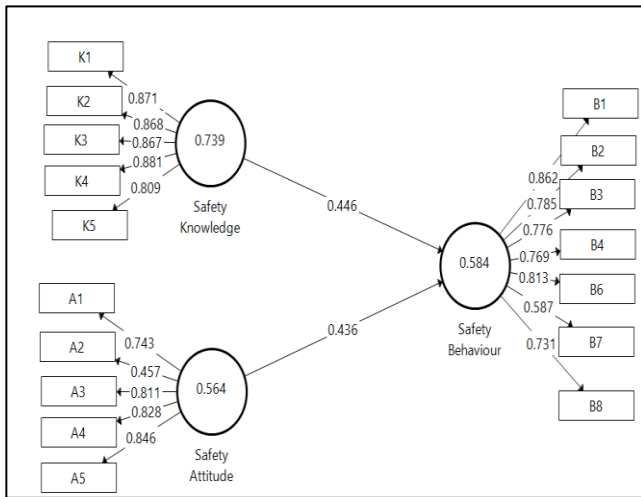 K1
K2
K3
K4
K5
0.871
0.868
0.867
0.881
0.809
0.739
Safety
Knowledge
A1
A2
A3
A4
A5
0.743
0.457
0.811
0.828
0.846
0.564
Safety
Attitude
0.446
0.436
0.584
Safety
Behaviour
0.862
0.785
0.776
0.769
0.813
0.587
0.731
B1
B2
B3
B4
B6
B7
B8